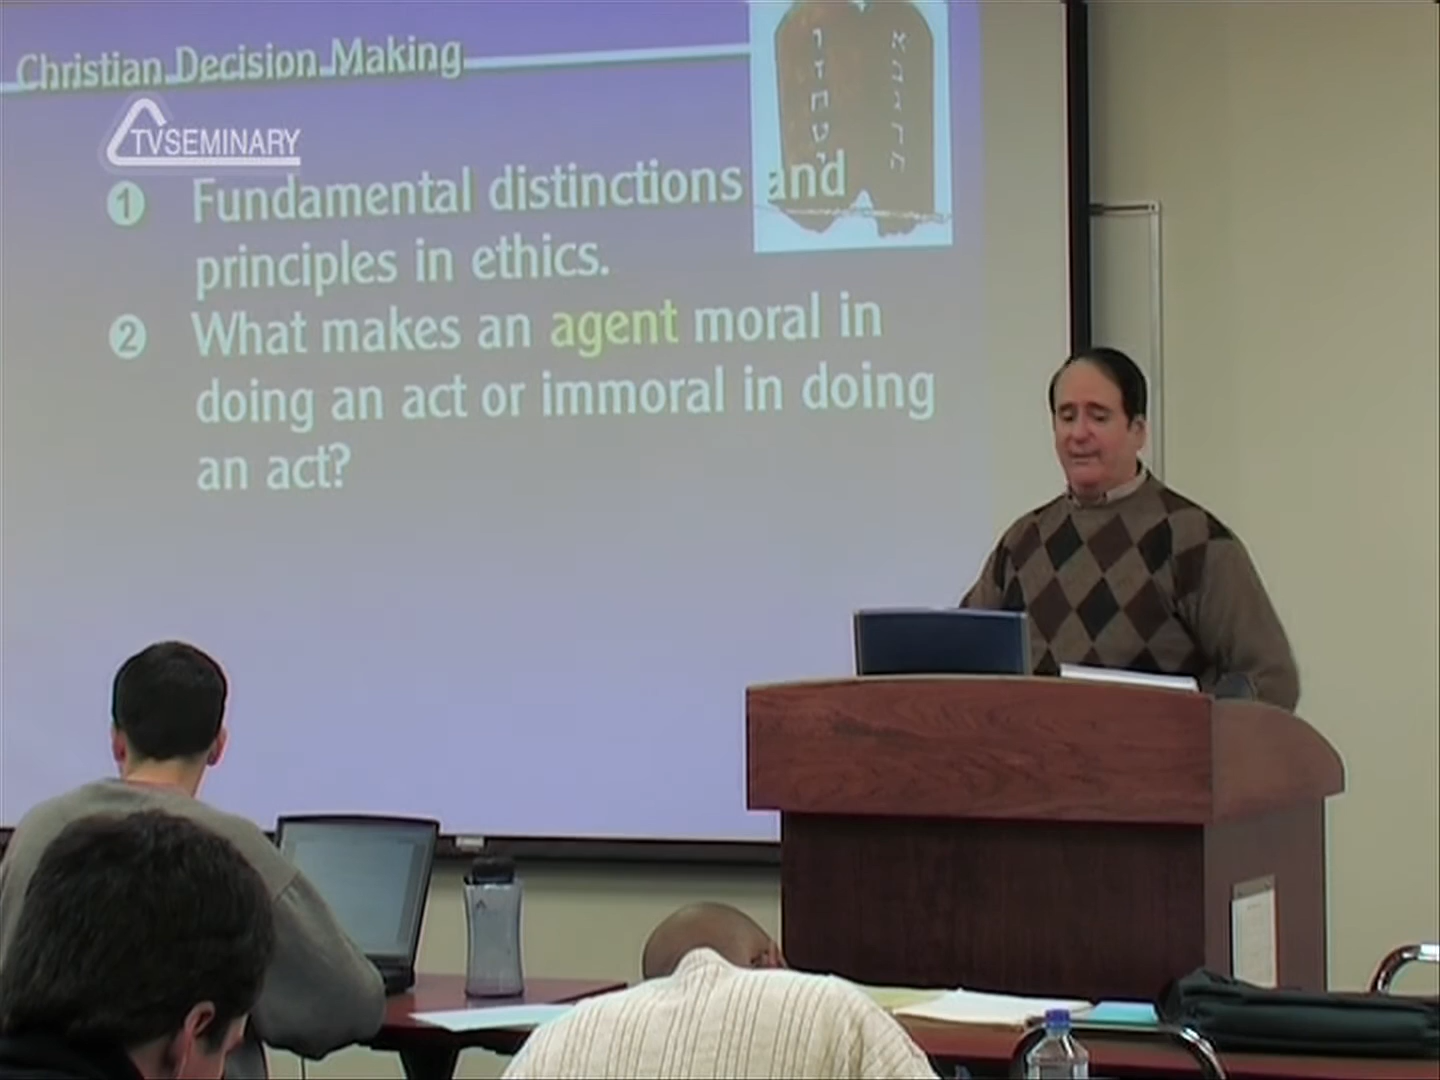 Christian Decision Making
TVSEMINARY
1 Fundamental distinctions and
principles in ethics.
2 What makes an agent moral in
doing an act or immoral in doing
an act?